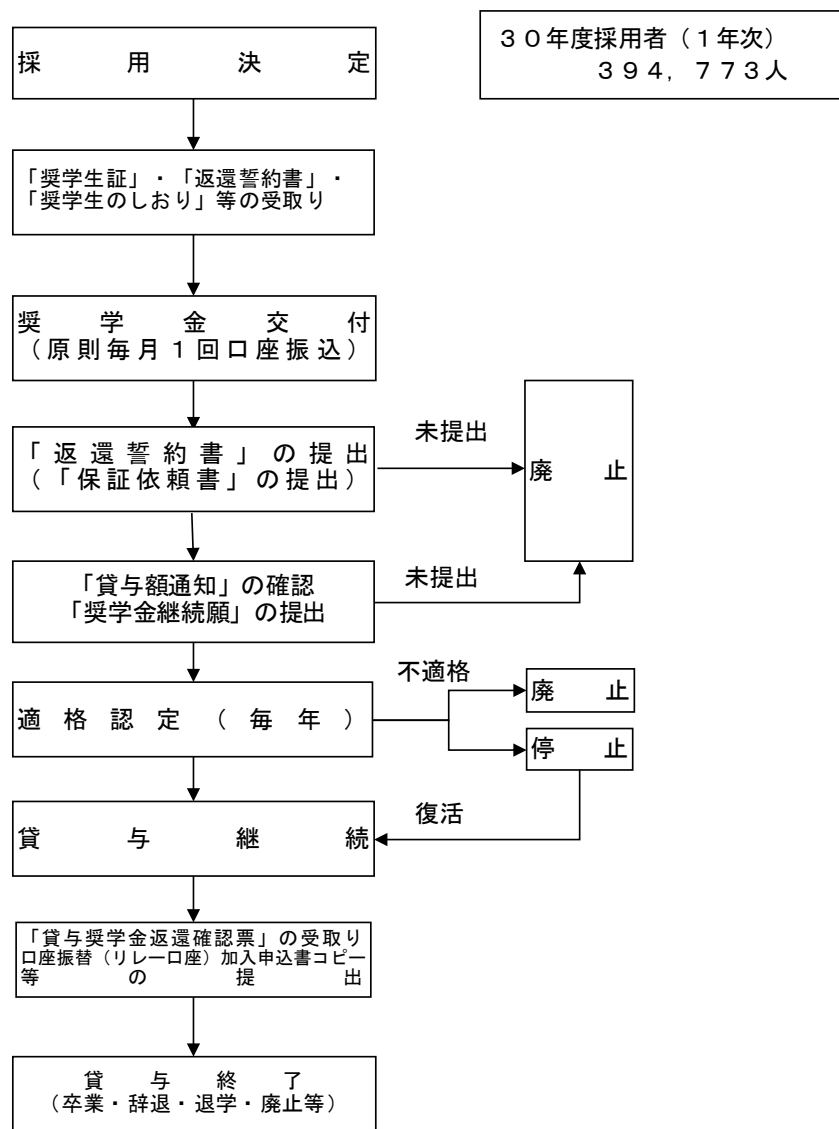 採用決定
３０年度採用者（１年次）
３９４，７７３人
「奨学生証」・「返還誓約書」・
「奨学生のしおり」等の受取り
奨学金交付
（原則毎月１回口座振込）
「返還誓約書」の提出
（「保証依頼書」の提出）
未提出
廃止
「貸与額通知」の確認
「奨学金継続願」の提出
未提出
適格認定（毎年）
不適格
廃止
停止
復活
貸与継続
「貸与奨学金返還確認票」の受取り
口座振替（リレー口座）加入申込書コピー
等の提出
貸与終了
（卒業・辞退・退学・廃止等）